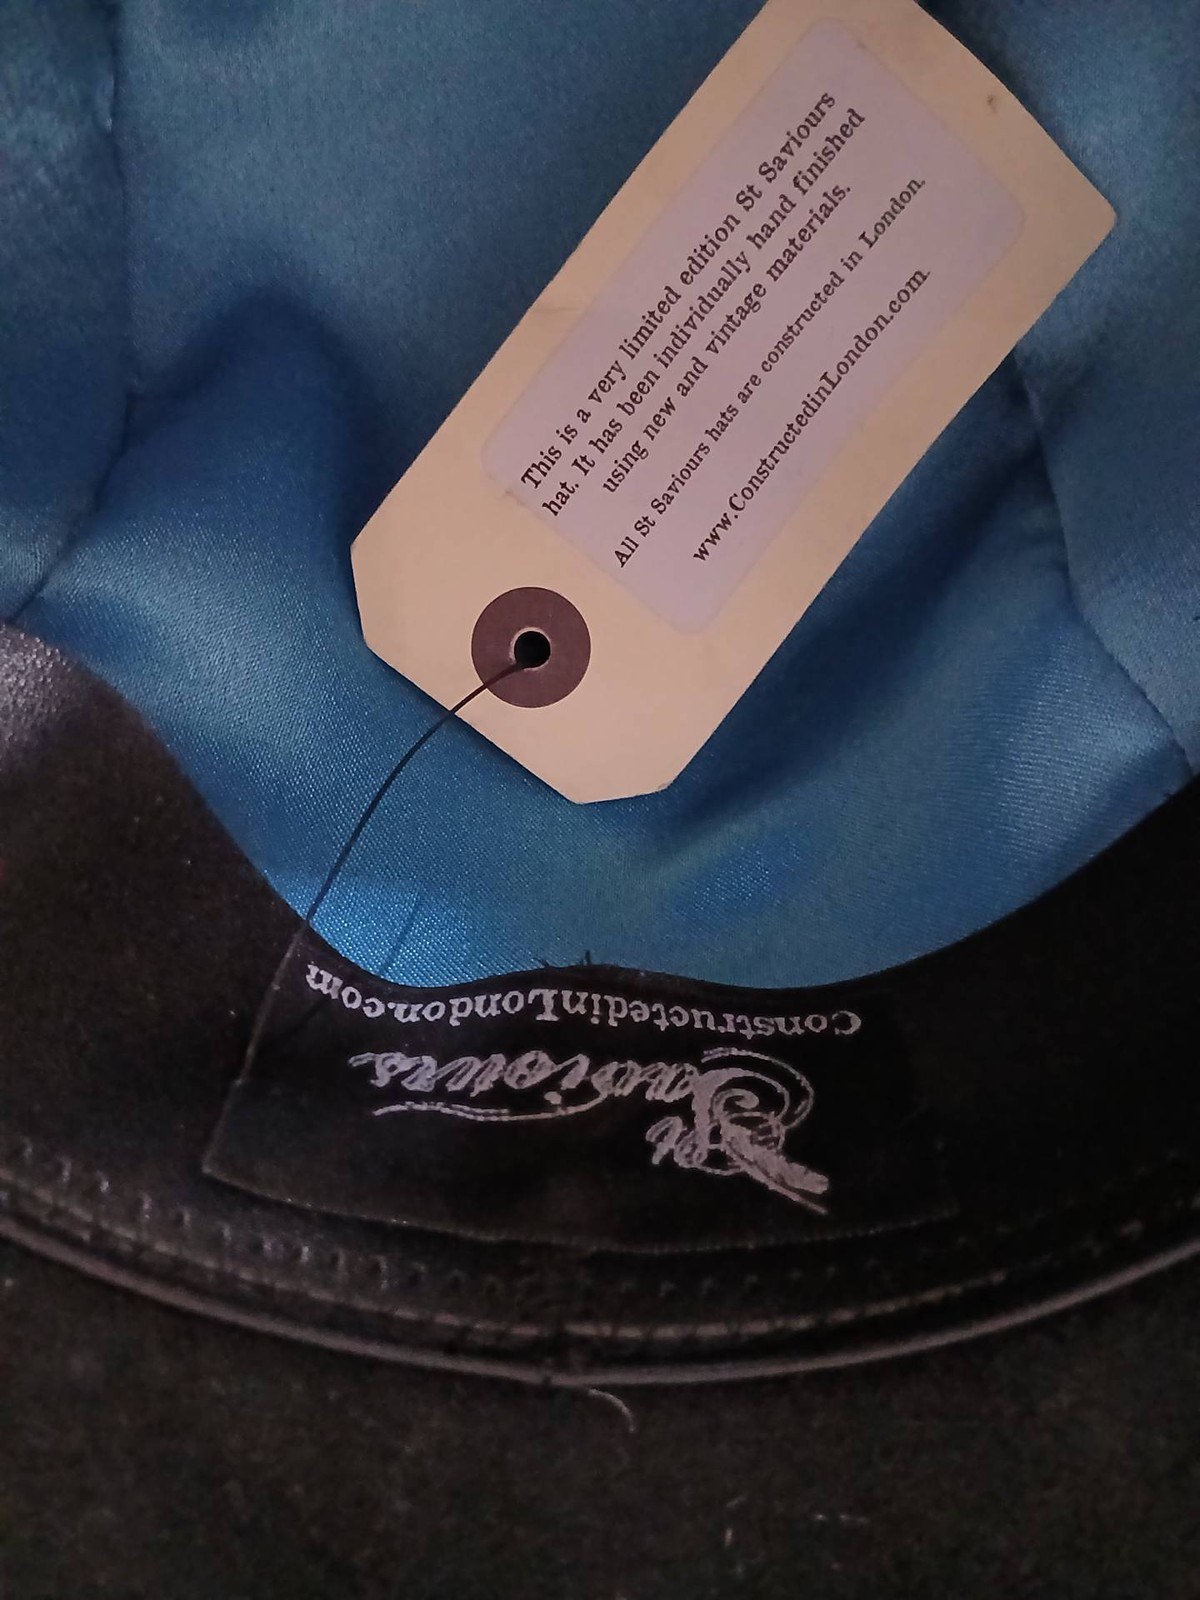 This is a very limited edition St Saviours
hat. It has been individually hand finished
using new and vintage materials.
All St Saviours hats are constructed in London.
www.ConstructedinLondon.com.
St
Saviours
ConstructedinLondon.com